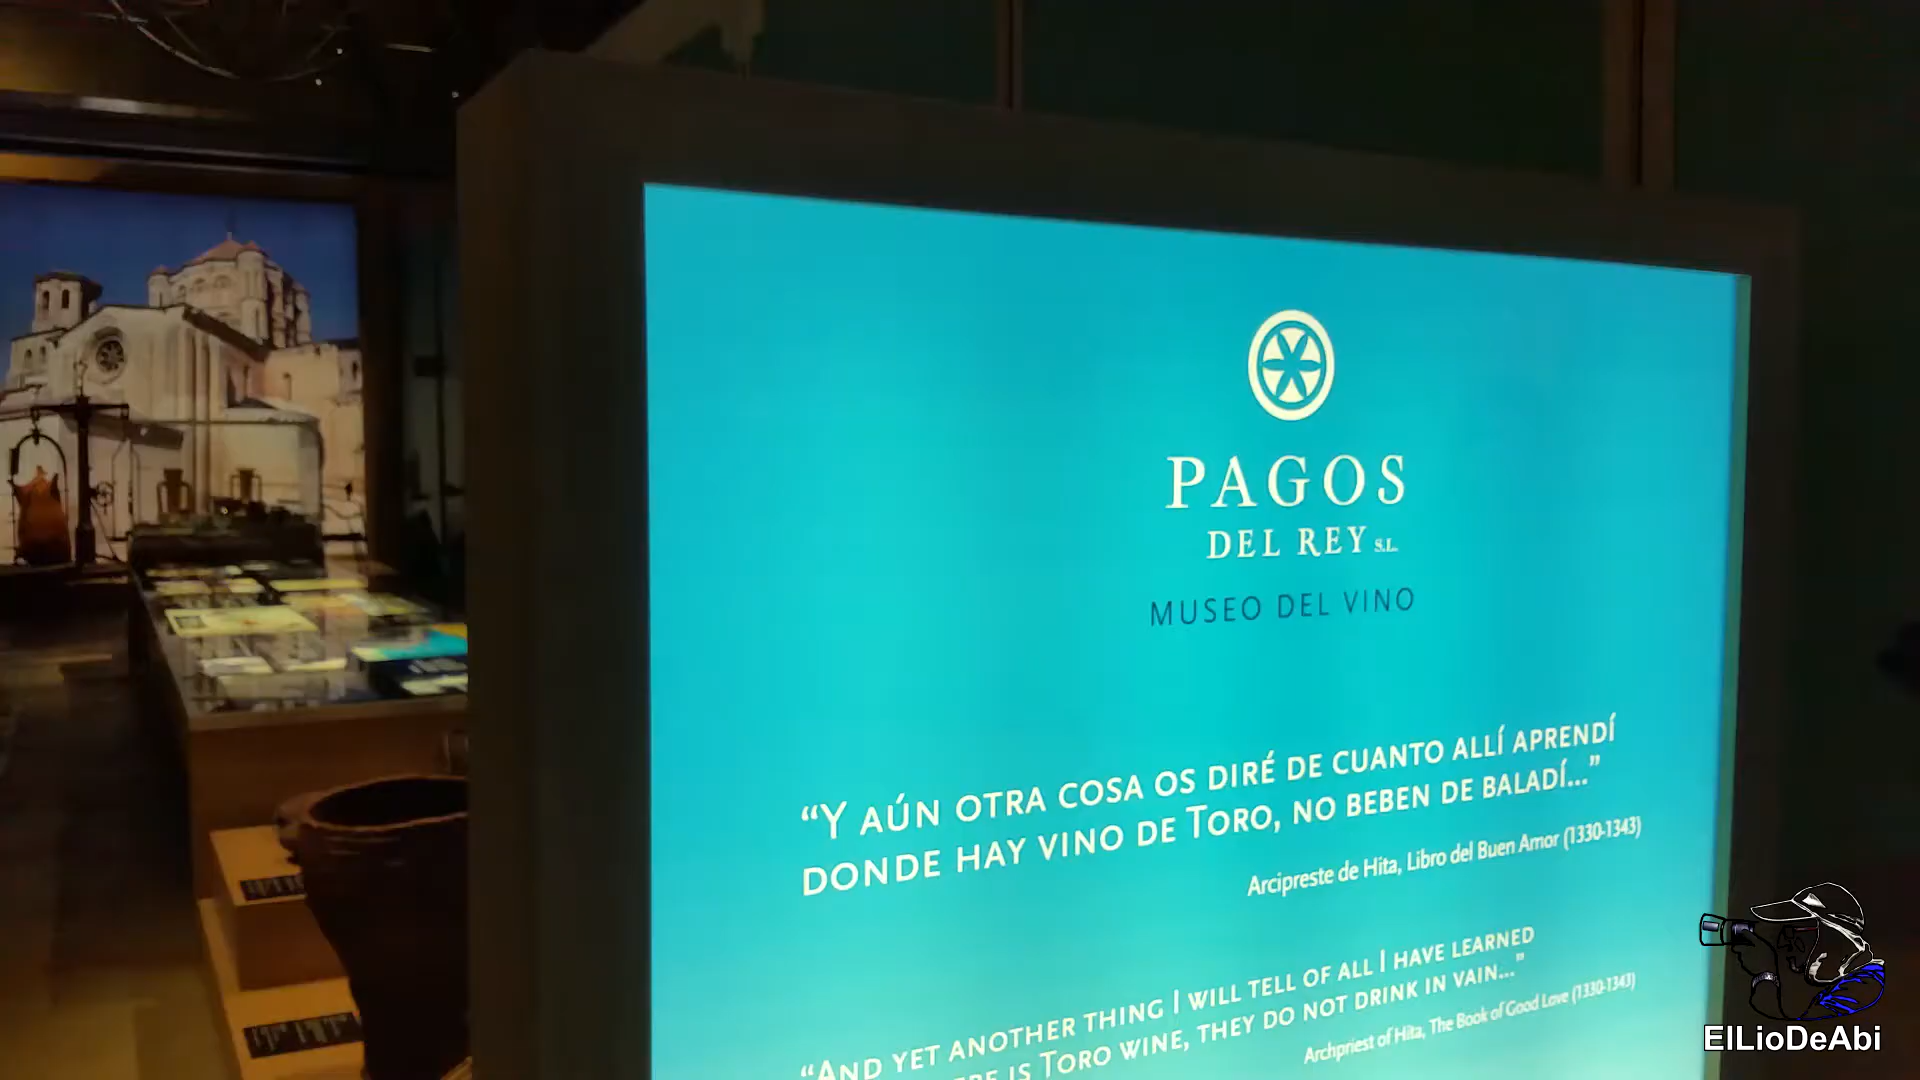 PAGOS
DEL REY S.L.
MUSEO DEL VINO
“Y AÚN OTRA COSA OS DIRÉ DE CUANTO ALLÍ APRENDÍ
DONDE HAY VINO DE TORO, NO BEBEN DE BALADÍ...”
Arcipreste de Hita, Libro del Buen Amor (1330-1343)
“AND YET ANOTHER THING I WILL TELL OF ALL I HAVE LEARNED
IS TORO WINE, THEY DO NOT DRINK IN VAIN...”
Archpriest of Hita, The Book of Good Love (1330-1343)
ElLioDeAbi